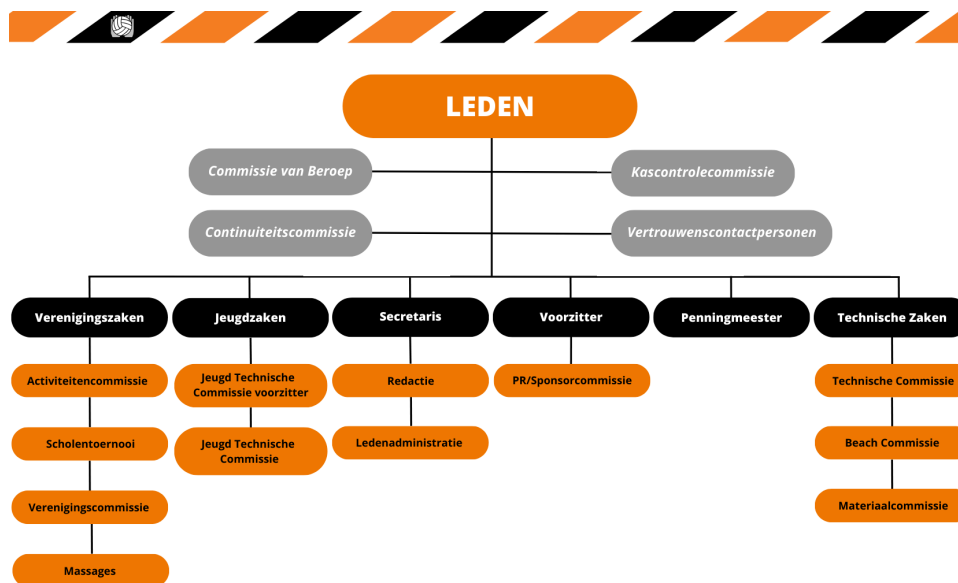 LEDEN
Commissie van Beroep
Kascontrolecommissie
Continuiteitscommissie
Vertrouwenscontactpersonen
Verenigingszaken
Jeugdzaken
Secretaris
Voorzitter
Penningmeester
Technische Zaken
Activiteitencommissie
Jeugd Technische
Commissie voorzitter
Redactie
PR/Sponsorcommissie
Technische Commissie
Scholentoernooi
Jeugd Technische
Commissie
Ledenadministratie
Beach Commissie
Verenigingscommissie
Materiaalcommissie
Massages